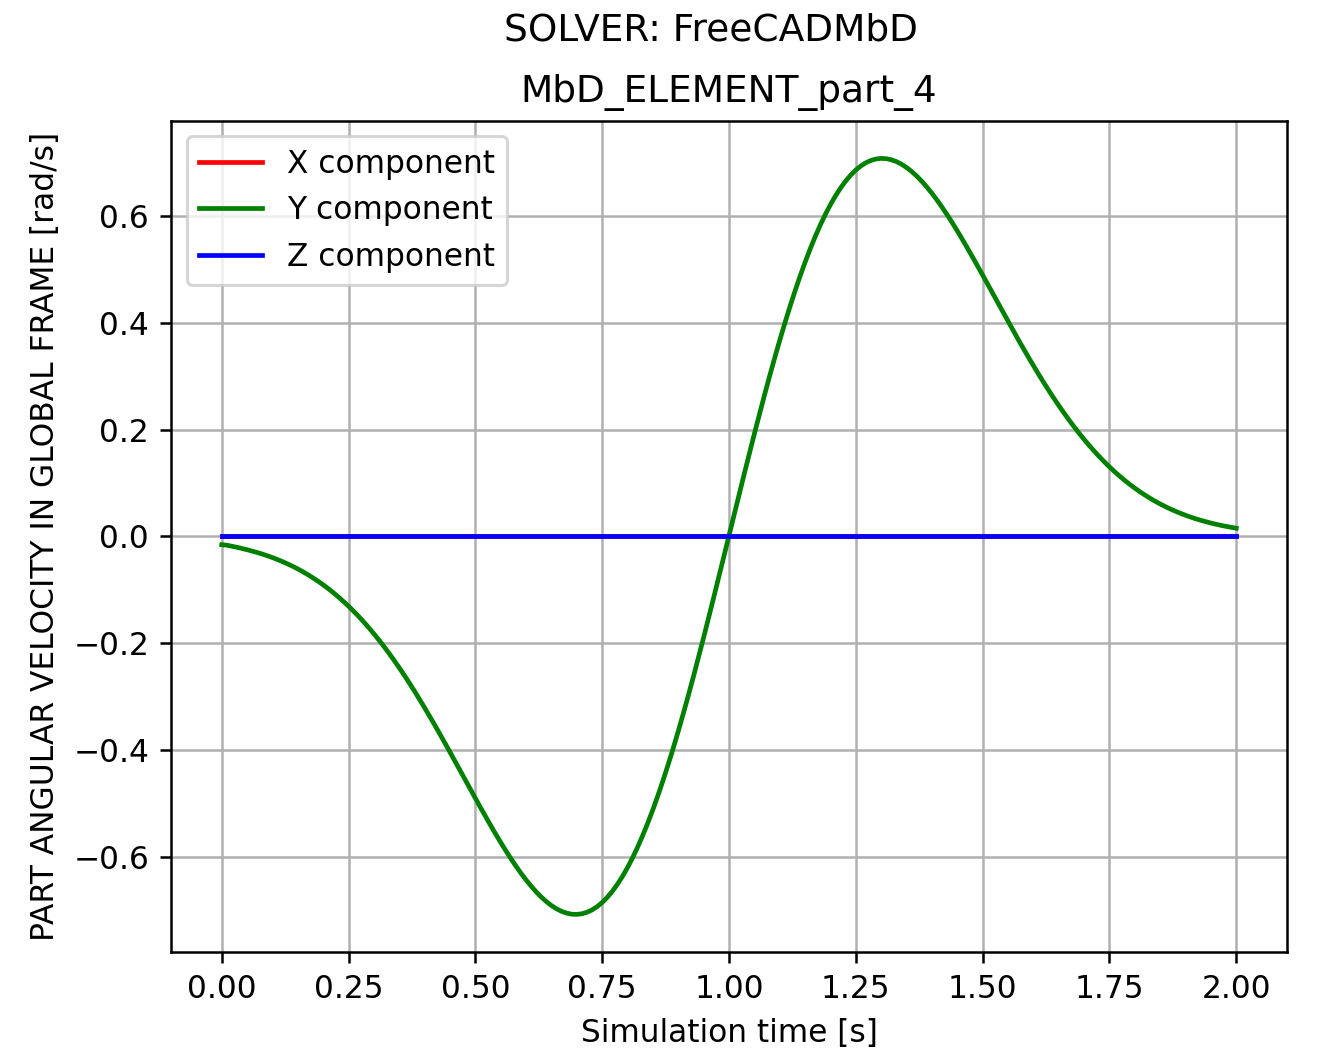 SOLVER: FreeCADMbD
MbD_ELEMENT_part_4
PART ANGULAR VELOCITY IN GLOBAL FRAME [rad/s]
X component
Y component
Z component
0.6
0.4
0.2
0.0
−0.2
−0.4
−0.6
0.00 0.25 0.50 0.75 1.00 1.25 1.50 1.75 2.00
Simulation time [s]